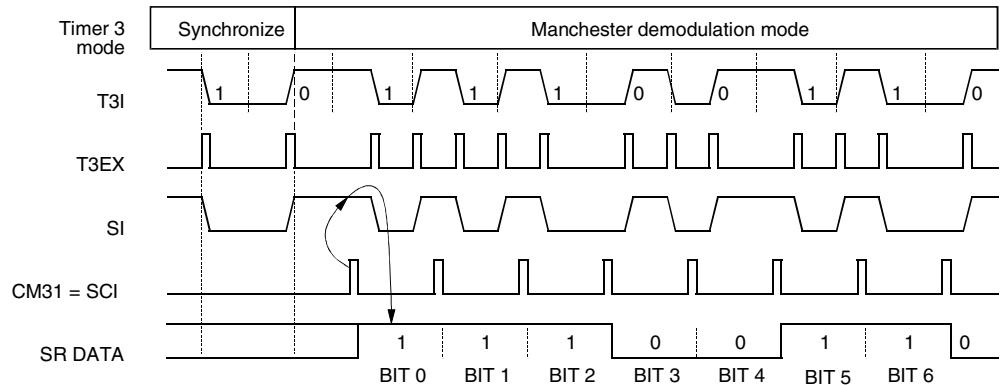 Timer 3 mode
Synchronize
Manchester demodulation mode
T3I
1 0 1 1 1 0 0 1 1 0
T3EX
SI
CM31 = SCI
SR DATA
1 1 1 0 0 1 1 0
BIT 0 BIT 1 BIT 2 BIT 3 BIT 4 BIT 5 BIT 6